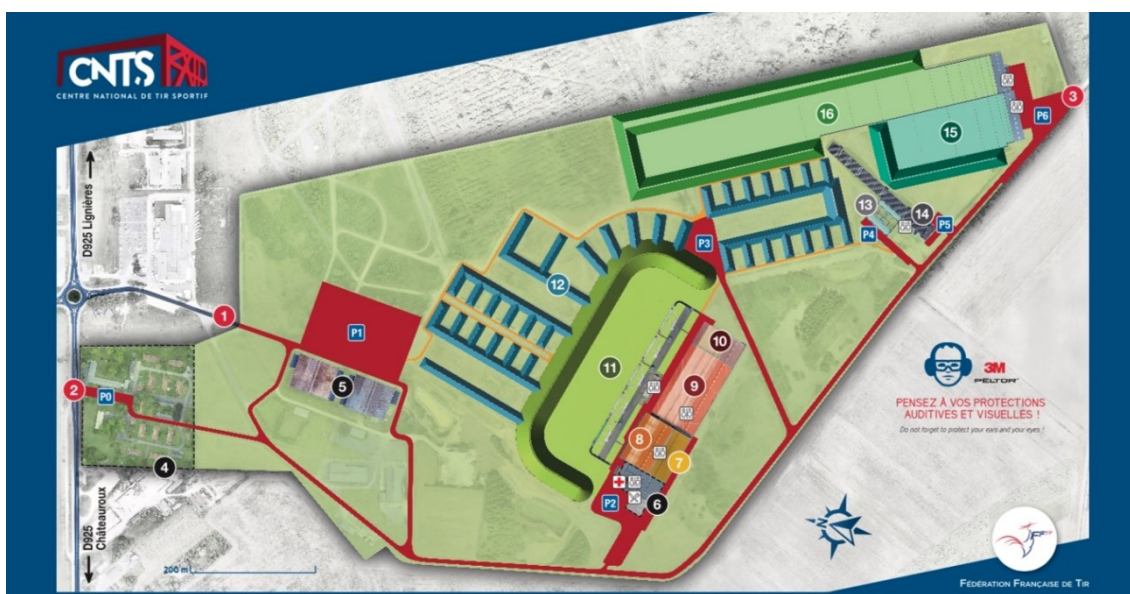 CNTS
CENTRE NATIONAL DE TIR SPORTIF
D925 Lignières
16
3
P6
15
13
14
P4
P5
P3
12
1
P1
10
11
9
5
2
P0
8
7
4
P2
6
3M
PELTOR™
PENSEZ À VOS PROTECTIONS
AUDITIVES ET VISUELLES !
Do not forget to protect your ears and your eyes !
N
D925
Châteauroux
200 m
FÉDÉRATION FRANÇAISE DE TIR